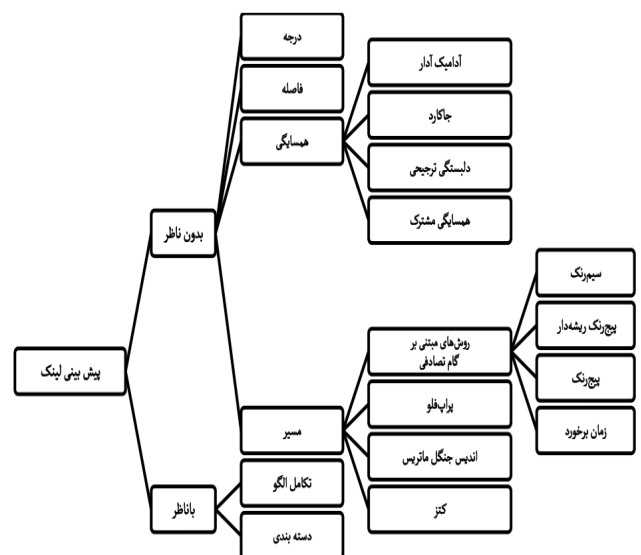 پیش بینی لینک
بدون ناظر
درجه
فاصله
همسایگی
آدامیک آدار
جاکارد
دلبستگی ترجیحی
همسایگی مشترک
مسیر
روش‌های مبتنی بر
گام تصادفی
سیم‌رنک
پیج‌رنک ریشه‌دار
پیج‌رنک
زمان برخورد
پراپ‌فلو
اندیس جنگل ماتریس
کتز
باناظر
تکامل الگو
دسته بندی